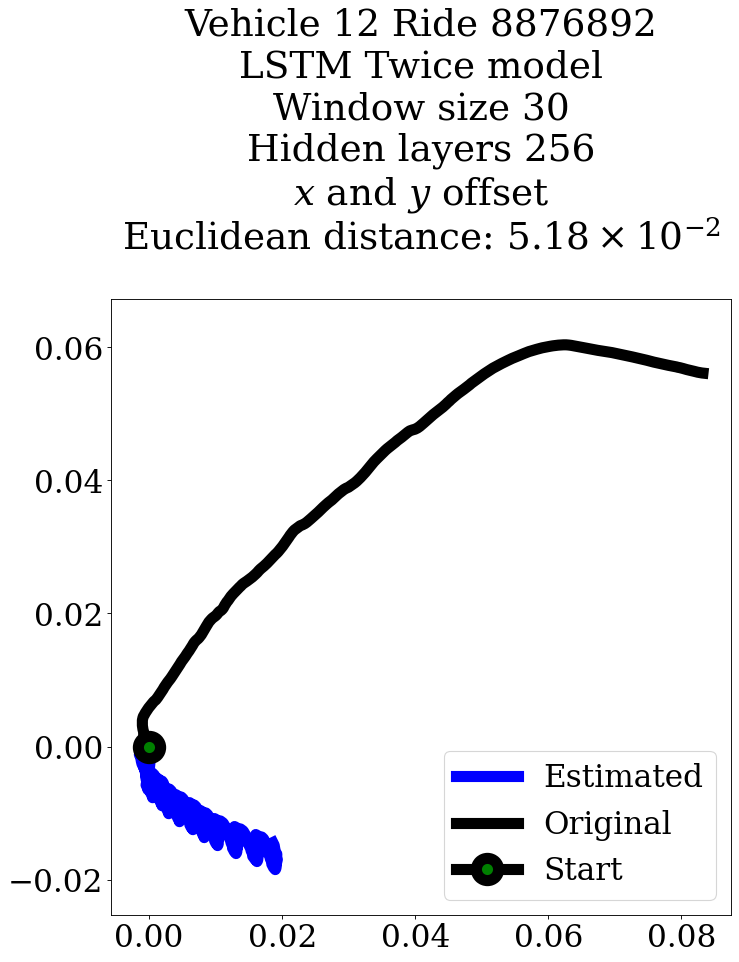 Vehicle 12 Ride 8876892
LSTM Twice model
Window size 30
Hidden layers 256
x and y offset
Euclidean distance: 5.18 × 10⁻²
0.06
0.04
0.02
0.00
−0.02
Estimated
Original
Start
0.00 0.02 0.04 0.06 0.08